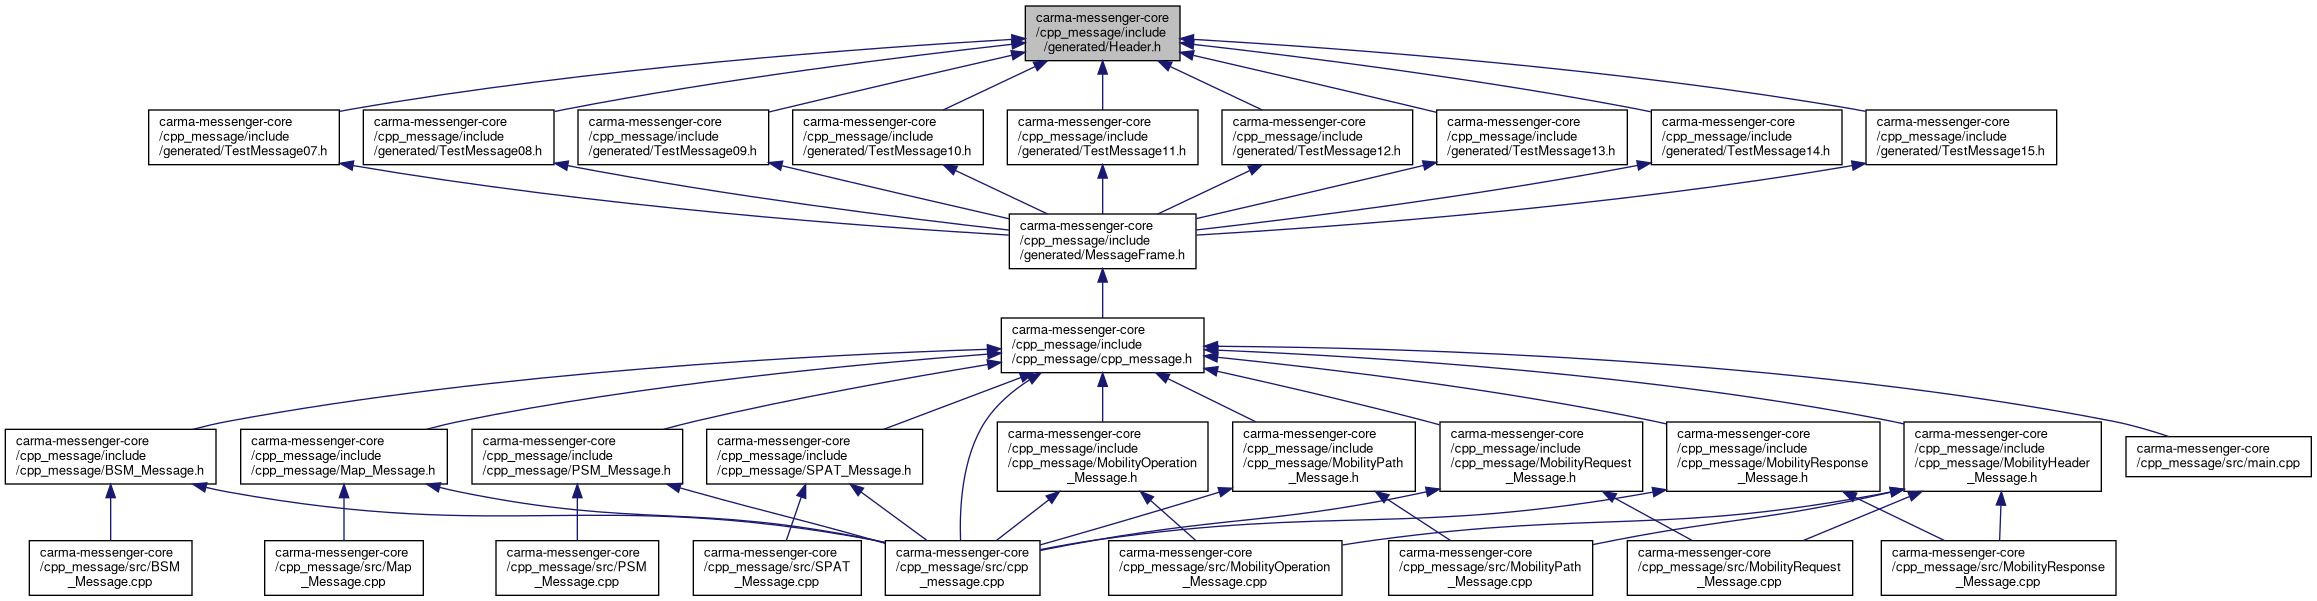 carma-messenger-core
/cpp_message/include
/generated/Header.h
carma-messenger-core
/cpp_message/include
/generated/TestMessage07.h
carma-messenger-core
/cpp_message/include
/generated/TestMessage08.h
carma-messenger-core
/cpp_message/include
/generated/TestMessage09.h
carma-messenger-core
/cpp_message/include
/generated/TestMessage10.h
carma-messenger-core
/cpp_message/include
/generated/TestMessage11.h
carma-messenger-core
/cpp_message/include
/generated/TestMessage12.h
carma-messenger-core
/cpp_message/include
/generated/TestMessage13.h
carma-messenger-core
/cpp_message/include
/generated/TestMessage14.h
carma-messenger-core
/cpp_message/include
/generated/TestMessage15.h
carma-messenger-core
/cpp_message/include
/generated/MessageFrame.h
carma-messenger-core
/cpp_message/include
/cpp_message/cpp_message.h
carma-messenger-core
/cpp_message/include
/cpp_message/BSM_Message.h
carma-messenger-core
/cpp_message/include
/cpp_message/Map_Message.h
carma-messenger-core
/cpp_message/include
/cpp_message/PSM_Message.h
carma-messenger-core
/cpp_message/include
/cpp_message/SPAT_Message.h
carma-messenger-core
/cpp_message/include
/cpp_message/MobilityOperation
_Message.h
carma-messenger-core
/cpp_message/include
/cpp_message/MobilityPath
_Message.h
carma-messenger-core
/cpp_message/include
/cpp_message/MobilityRequest
_Message.h
carma-messenger-core
/cpp_message/include
/cpp_message/MobilityResponse
_Message.h
carma-messenger-core
/cpp_message/include
/cpp_message/MobilityHeader
_Message.h
carma-messenger-core
/cpp_message/src/main.cpp
carma-messenger-core
/cpp_message/src/BSM
_Message.cpp
carma-messenger-core
/cpp_message/src/Map
_Message.cpp
carma-messenger-core
/cpp_message/src/PSM
_Message.cpp
carma-messenger-core
/cpp_message/src/SPAT
_Message.cpp
carma-messenger-core
/cpp_message/src/cpp
_message.cpp
carma-messenger-core
/cpp_message/src/MobilityOperation
_Message.cpp
carma-messenger-core
/cpp_message/src/MobilityPath
_Message.cpp
carma-messenger-core
/cpp_message/src/MobilityRequest
_Message.cpp
carma-messenger-core
/cpp_message/src/MobilityResponse
_Message.cpp